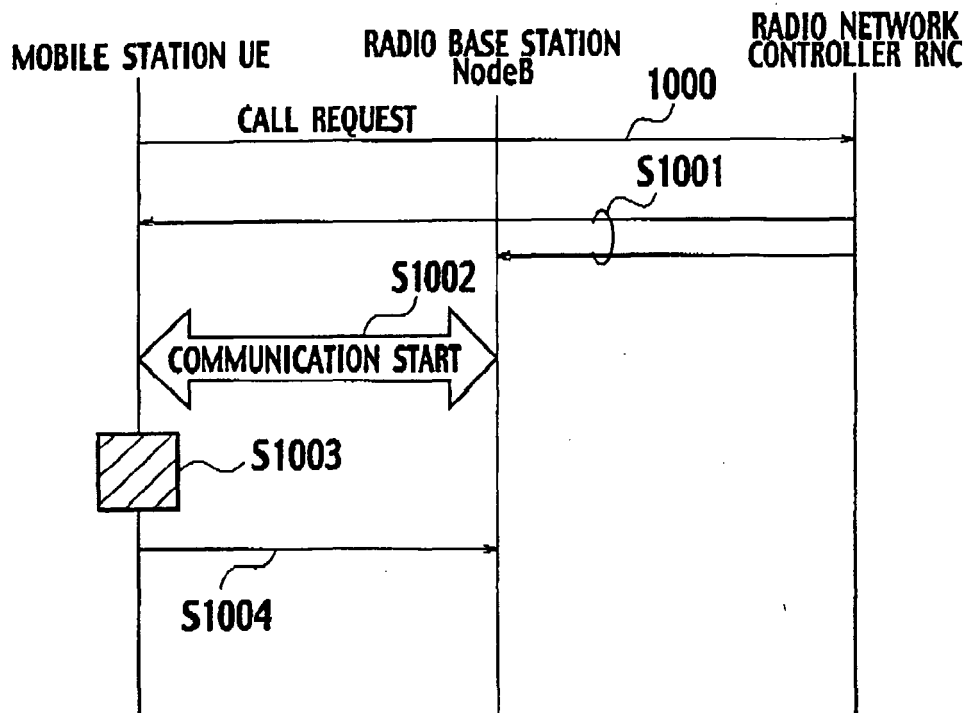 MOBILE STATION UE
RADIO BASE STATION
NodeB
RADIO NETWORK
CONTROLLER RNC
CALL REQUEST
1000
S1001
S1002
COMMUNICATION START
S1003
S1004